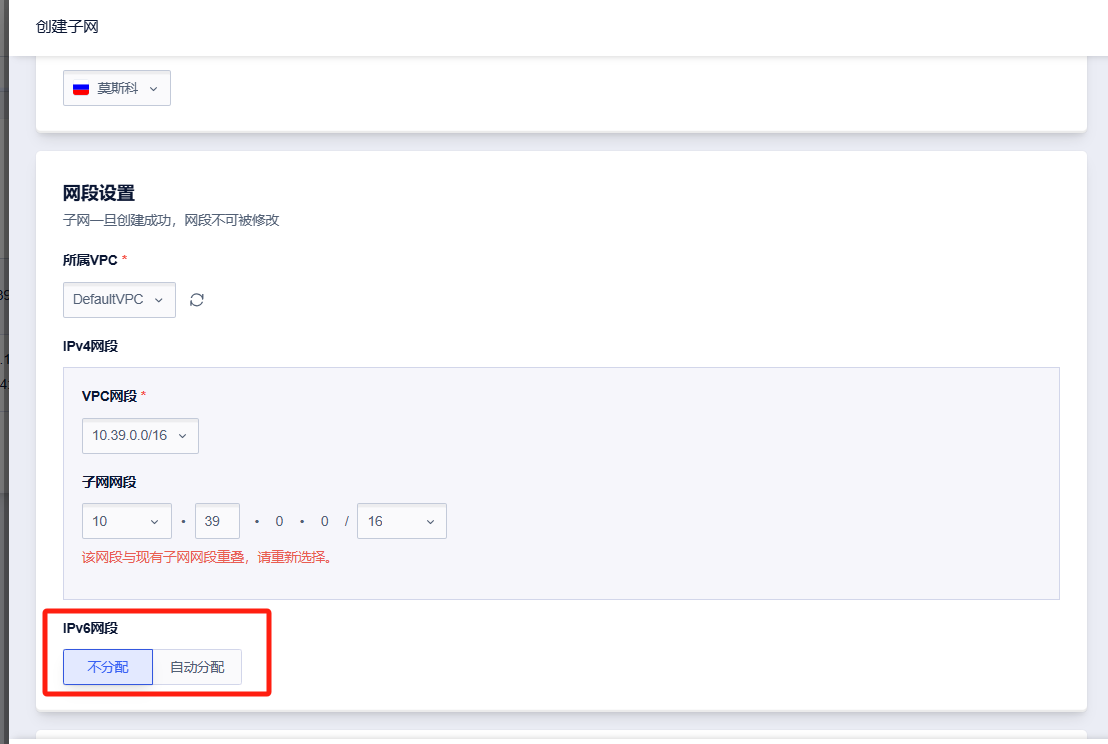 创建子网
莫斯科
网段设置
子网一旦创建成功，网段不可被修改
所属VPC *
DefaultVPC
IPv4网段
VPC网段 *
10.39.0.0/16
子网网段
10 · 39 · 0 · 0 / 16
该网段与现有子网网段重叠，请重新选择。
IPv6网段
不分配 自动分配